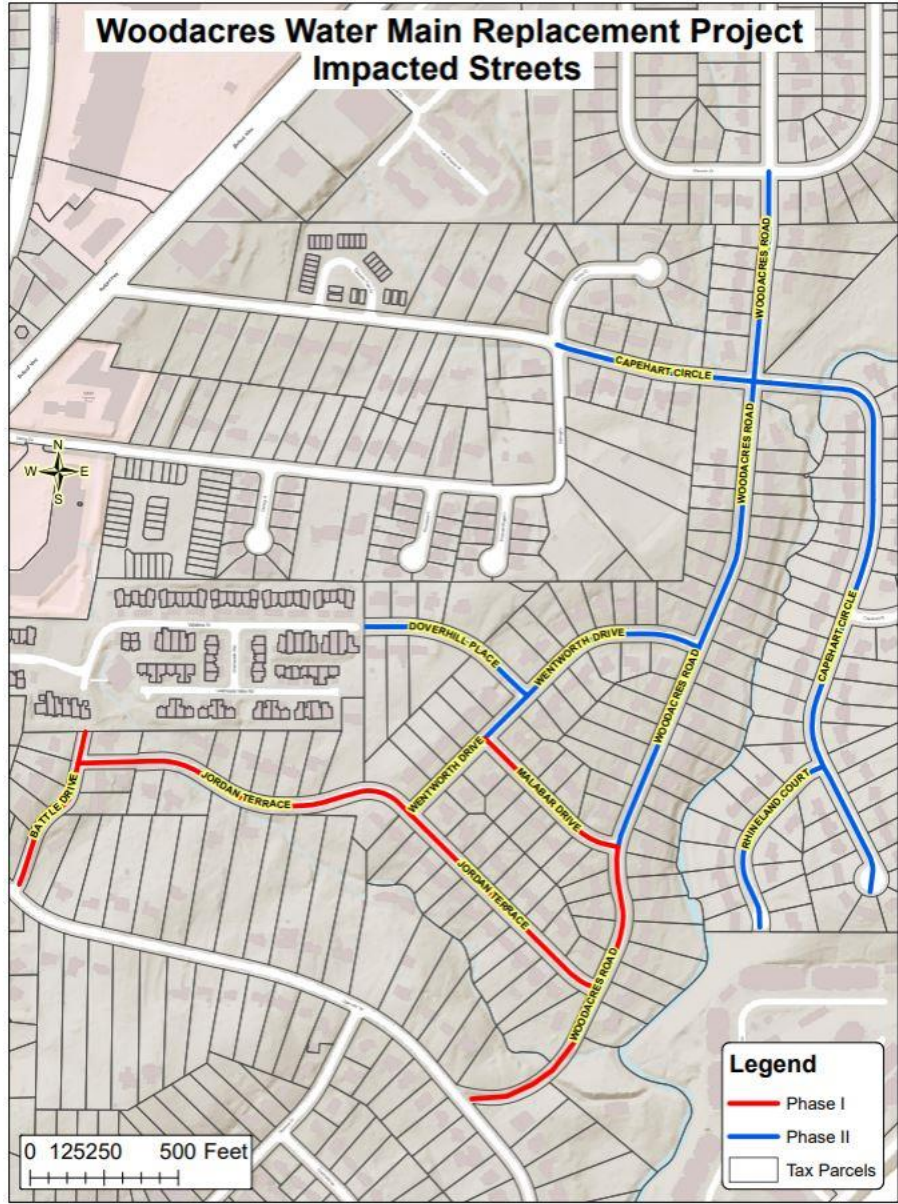 Woodacres Water Main Replacement Project
Impacted Streets
WOODACRES ROAD
CAPEHART CIRCLE
WOODACRES ROAD
N
W E
S
CAPEHART CIRCLE
DOVERHILL PLACE
WENTWORTH DRIVE
WOODACRES ROAD
WENTWORTH DRIVE
MALABAR DRIVE
BATTLE DRIVE
JORDAN TERRACE
RHINELAND COURT
JORDAN TERRACE
WOODACRES ROAD
Legend
Phase I
Phase II
Tax Parcels
0 125250 500 Feet